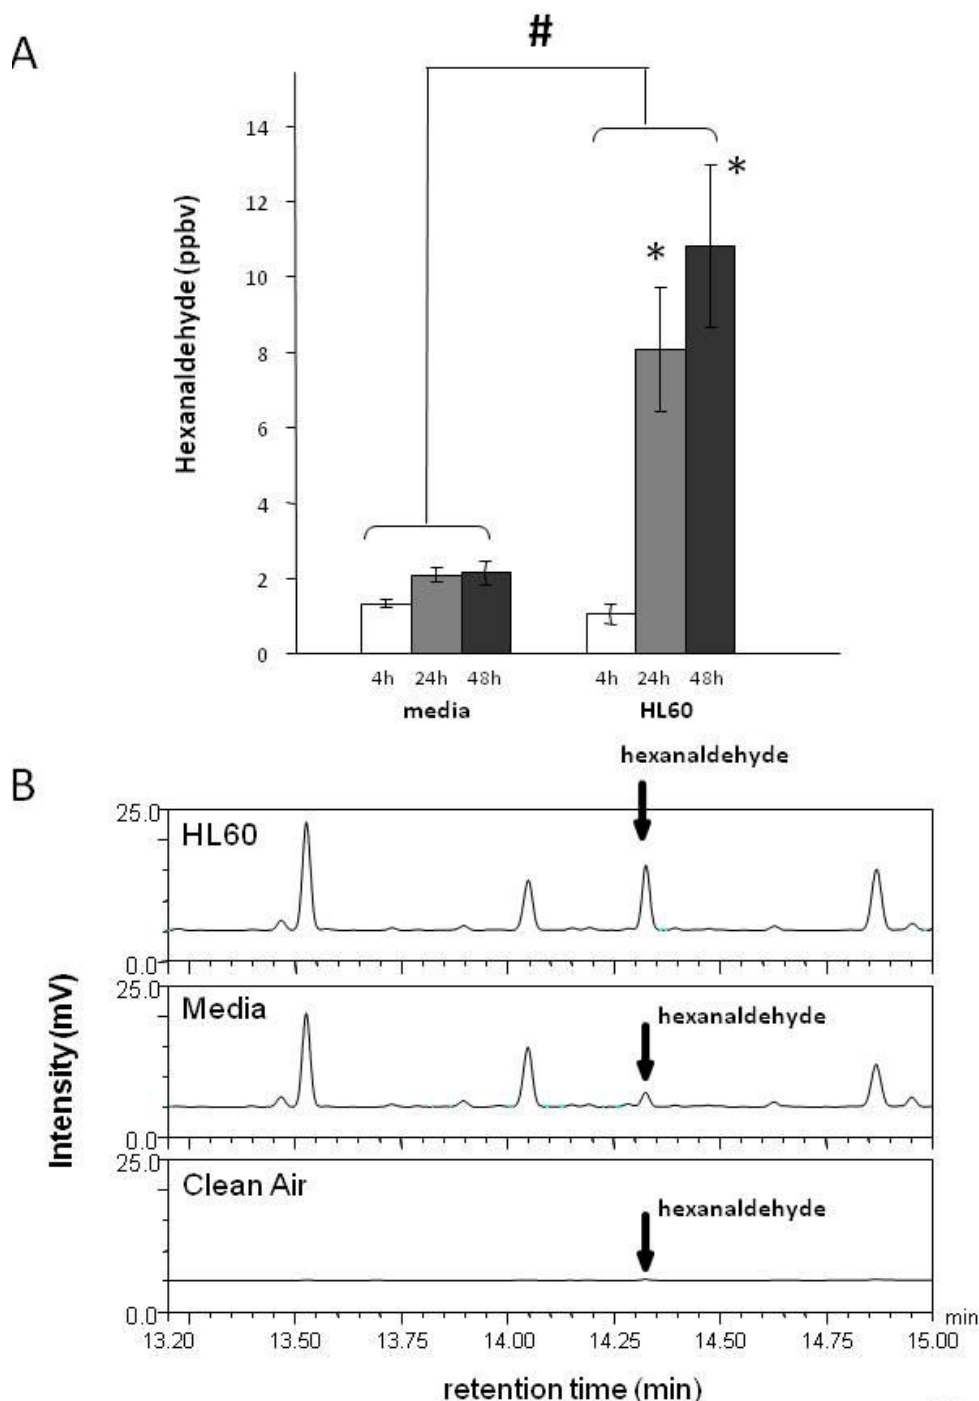 A
#
Hexanaldehyde (ppbv)
14
12
10
8
6
4
2
0
*
*
4h 24h 48h 4h 24h 48h
media HL60
B
hexanaldehyde
Intensity (mV)
25.0
HL60
0.0
25.0
Media
hexanaldehyde
0.0
25.0
Clean Air
hexanaldehyde
0.0
13.20 13.50 13.75 14.00 14.25 14.50 14.75 15.00 min
retention time (min)